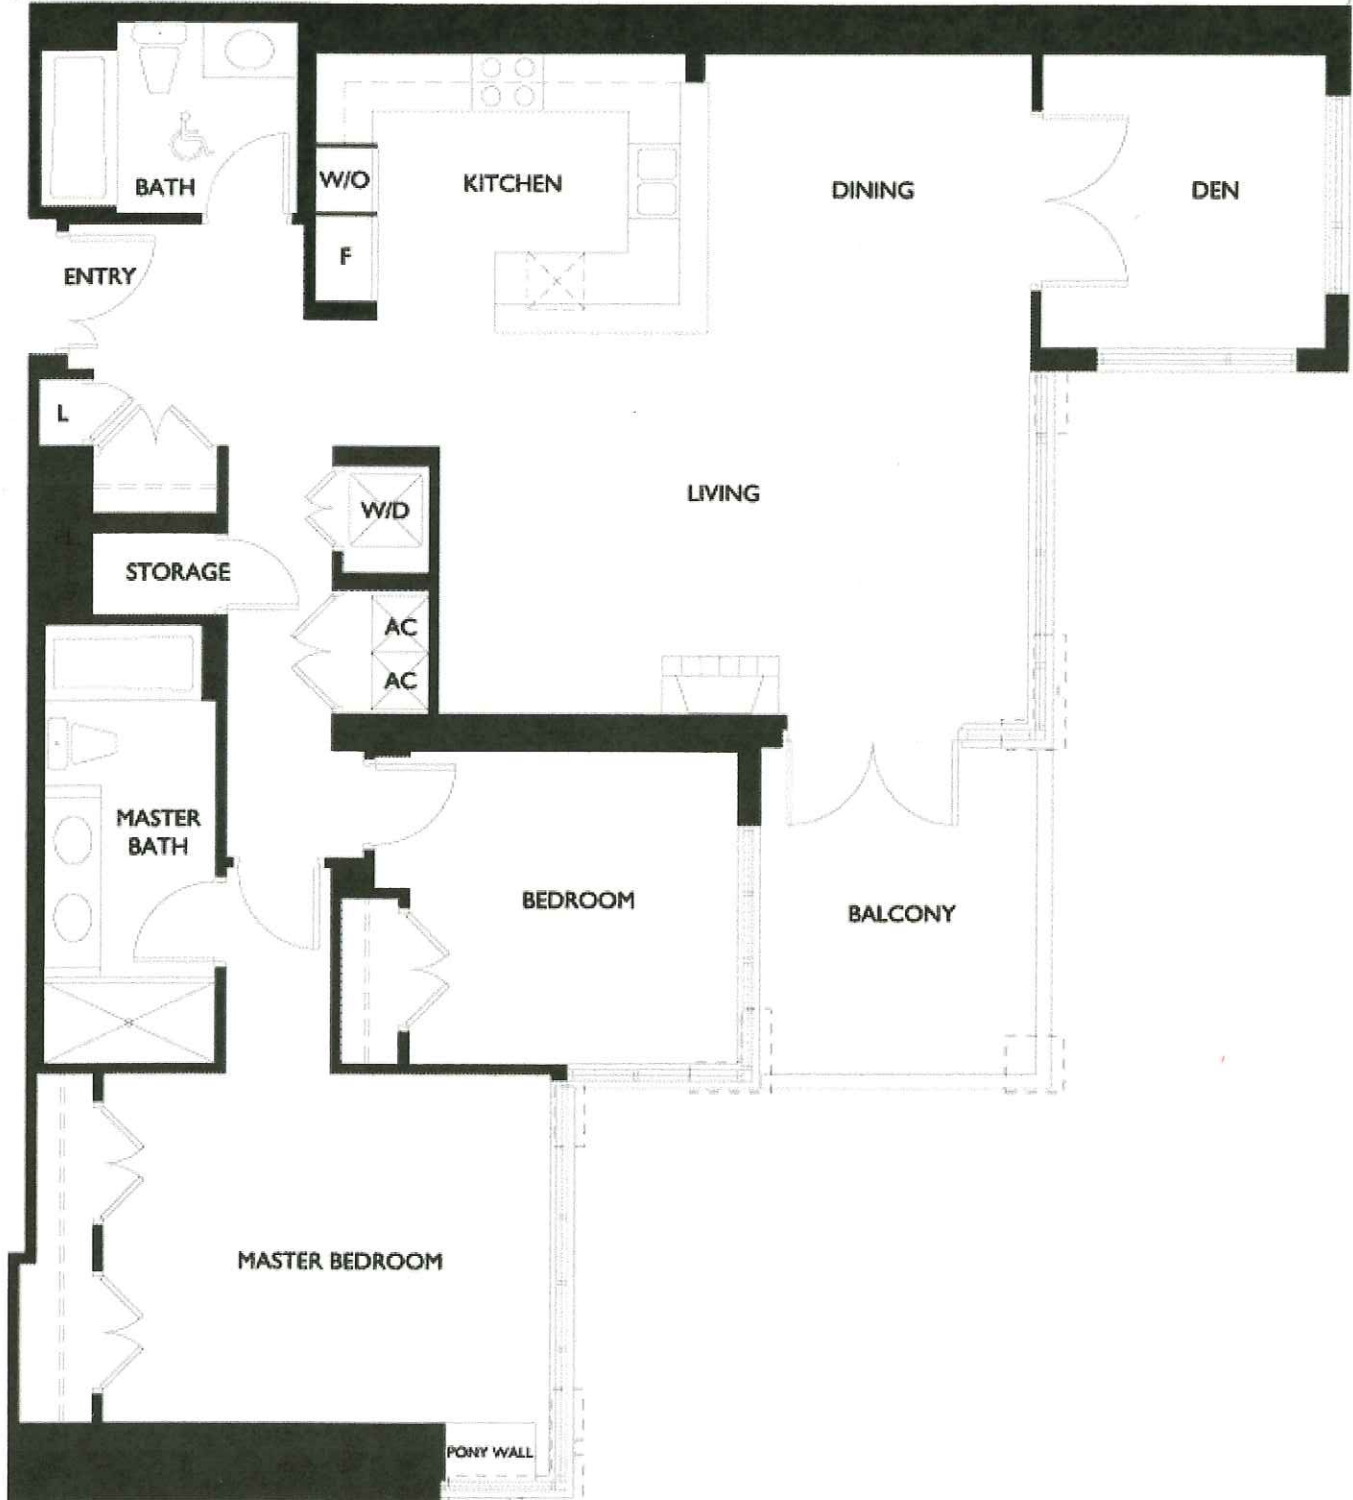 BATH
W/O
KITCHEN
DINING
DEN
F
ENTRY
L
W/D
LIVING
STORAGE
AC
AC
MASTER
BATH
BEDROOM
BALCONY
MASTER BEDROOM
PONY WALL